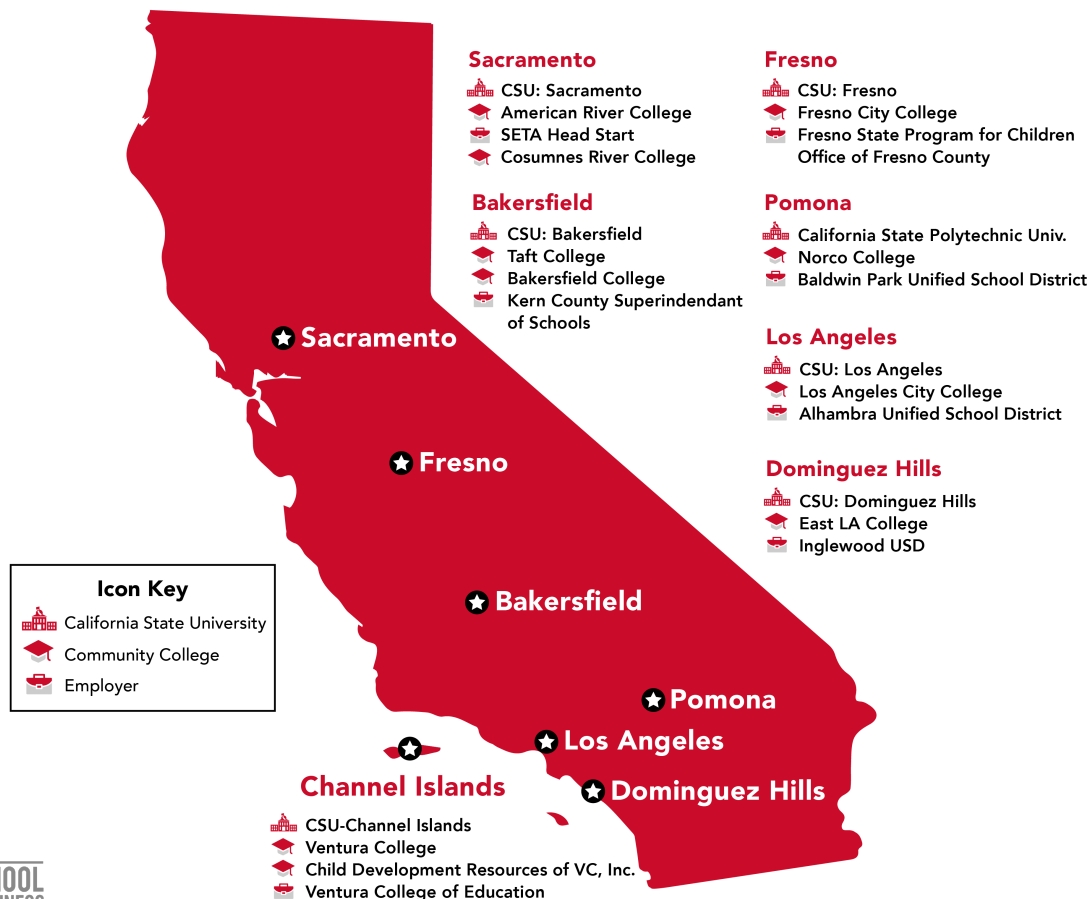 Sacramento
CSU: Sacramento
American River College
SETA Head Start
Cosumnes River College
Fresno
CSU: Fresno
Fresno City College
Fresno State Program for Children
Office of Fresno County
Bakersfield
CSU: Bakersfield
Taft College
Bakersfield College
Kern County Superintendant
of Schools
Pomona
California State Polytechnic Univ.
Norco College
Baldwin Park Unified School District
Los Angeles
CSU: Los Angeles
Los Angeles City College
Alhambra Unified School District
Dominguez Hills
CSU: Dominguez Hills
East LA College
Inglewood USD
Sacramento
Fresno
Bakersfield
Pomona
Los Angeles
Dominguez Hills
Icon Key
California State University
Community College
Employer
Channel Islands
CSU-Channel Islands
Ventura College
Child Development Resources of VC, Inc.
Ventura College of Education